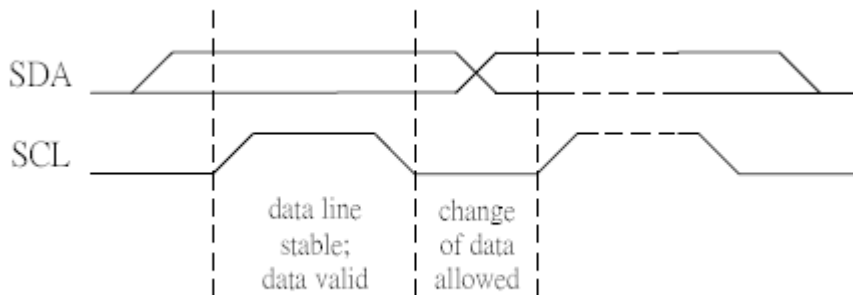 SDA
SCL
data line
stable;
data valid
change
of data
allowed